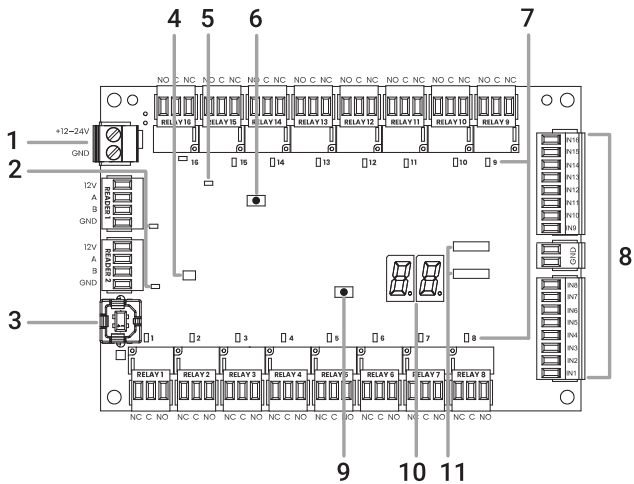 4 5 6 7
NO C NC NO C NC NO C NC NO C NC NO C NC NO C NC NO C NC NO C NC
RELAY 16 RELAY 15 RELAY 14 RELAY 13 RELAY 12 RELAY 11 RELAY 10 RELAY 9
16 15 14 13 12 11 10 9
1
+12–24V
GND
2
12V
A
B
GND
READER 1
12V
A
B
GND
READER 2
3
IN16
IN15
IN14
IN13
IN12
IN11
IN10
IN9
GND
8
IN8
IN7
IN6
IN5
IN4
IN3
IN2
IN1
8.8.
1 2 3 4 5 6 7 8
RELAY 1 RELAY 2 RELAY 3 RELAY 4 RELAY 5 RELAY 6 RELAY 7 RELAY 8
NC C NO NC C NO NC C NO NC C NO NC C NO NC C NO NC C NO NC C NO
9 10 11